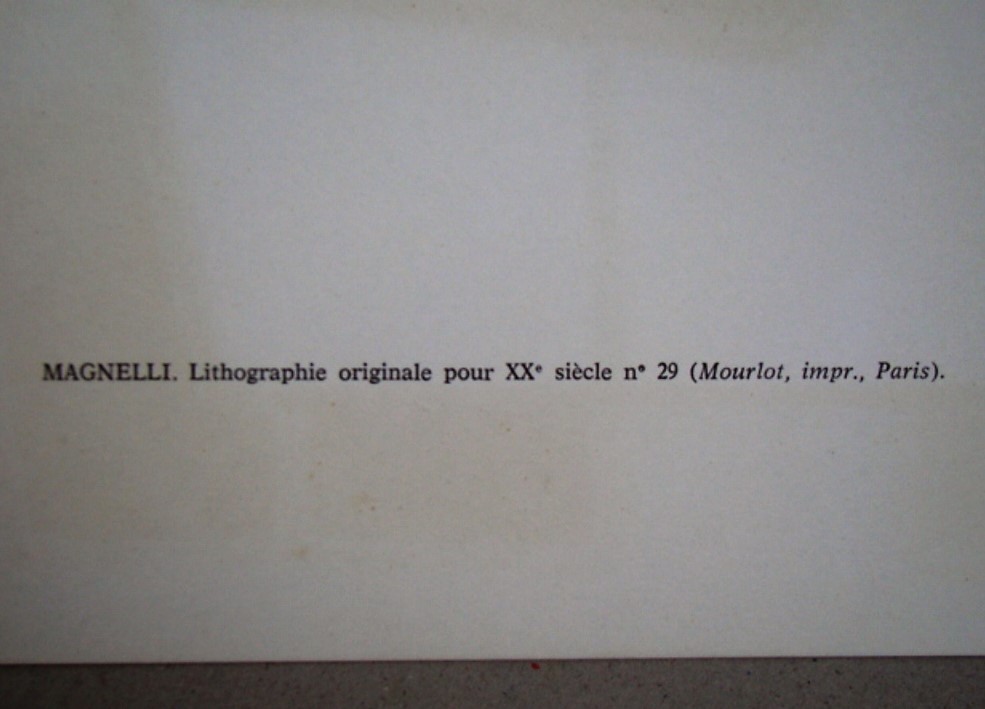 MAGNELLI. Lithographie originale pour XXᵉ siècle n° 29 (Mourlot, impr., Paris).